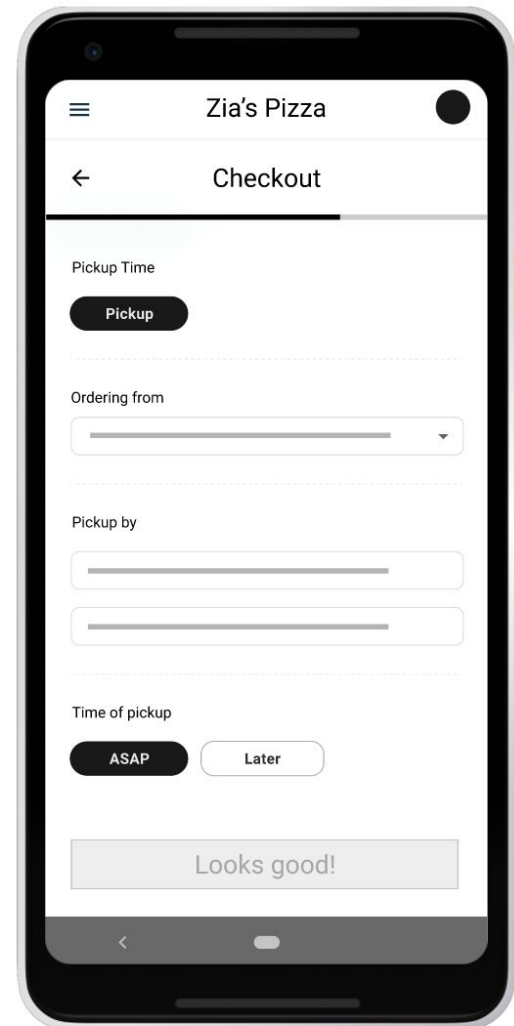 Zia's Pizza
Checkout
Pickup Time
Pickup
Ordering from
Pickup by
Time of pickup
ASAP Later
Looks good!